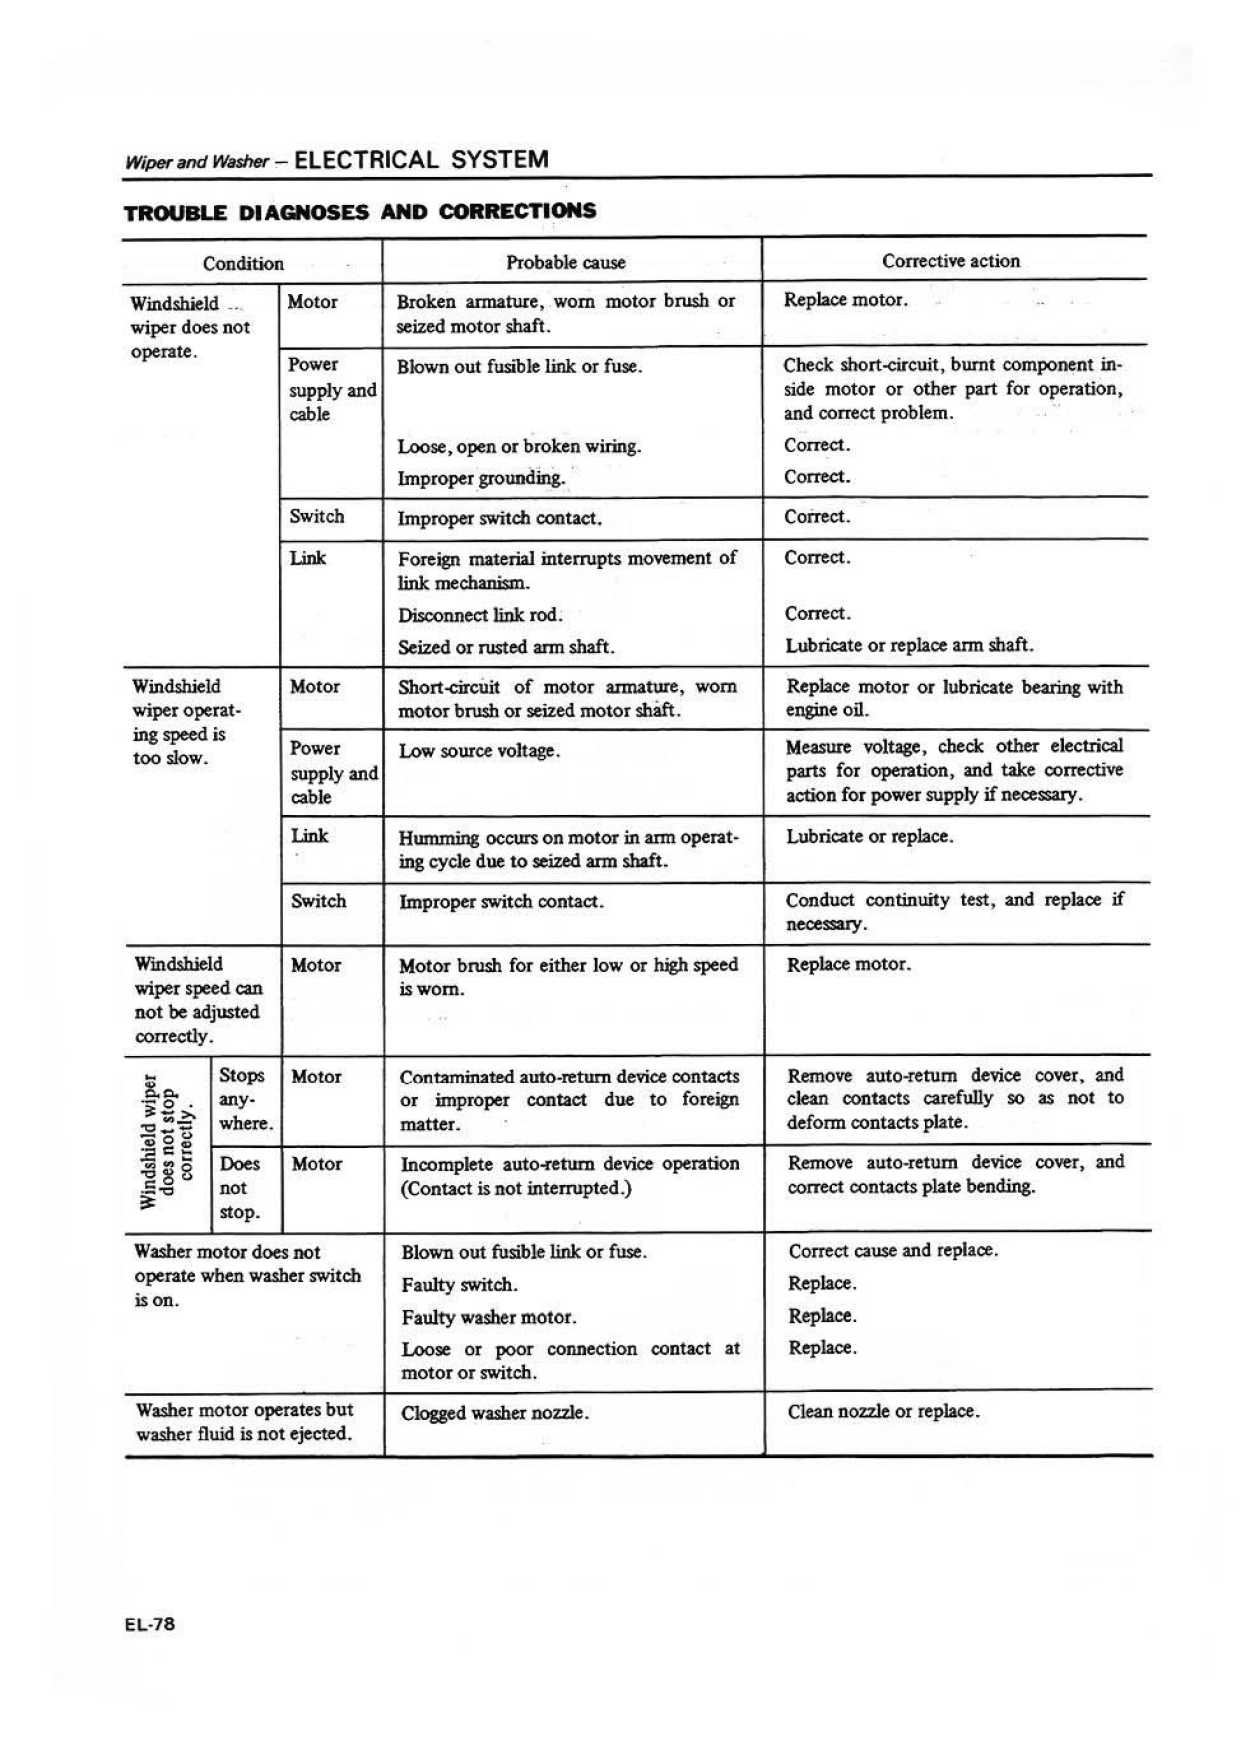 Wiper and Washer – ELECTRICAL SYSTEM
TROUBLE DIAGNOSES AND CORRECTIONS
Condition
Probable cause
Corrective action
Windshield
wiper does not
operate.
Motor
Broken armature, worn motor brush or
seized motor shaft.
Replace motor.
Power
supply and
cable
Blown out fusible link or fuse.
Check short-circuit, burnt component in-
side motor or other part for operation,
and correct problem.
Loose, open or broken wiring.
Correct.
Improper grounding.
Correct.
Switch
Improper switch contact.
Correct.
Link
Foreign material interrupts movement of
link mechanism.
Correct.
Disconnect link rod.
Correct.
Seized or rusted arm shaft.
Lubricate or replace arm shaft.
Windshield
wiper operat-
ing speed is
too slow.
Motor
Short-circuit of motor armature, worn
motor brush or seized motor shaft.
Replace motor or lubricate bearing with
engine oil.
Power
supply and
cable
Low source voltage.
Measure voltage, check other electrical
parts for operation, and take corrective
action for power supply if necessary.
Link
Humming occurs on motor in arm operat-
ing cycle due to seized arm shaft.
Lubricate or replace.
Switch
Improper switch contact.
Conduct continuity test, and replace if
necessary.
Windshield
wiper speed can
not be adjusted
correctly.
Motor
Motor brush for either low or high speed
is worn.
Replace motor.
Windshield wiper
does not stop
correctly.
Stops
any-
where.
Motor
Contaminated auto-return device contacts
or improper contact due to foreign
matter.
Remove auto-return device cover, and
clean contacts carefully so as not to
deform contacts plate.
Does
not
stop.
Motor
Incomplete auto-return device operation
(Contact is not interrupted.)
Remove auto-return device cover, and
correct contacts plate bending.
Washer motor does not
operate when washer switch
is on.
Blown out fusible link or fuse.
Correct cause and replace.
Faulty switch.
Replace.
Faulty washer motor.
Replace.
Loose or poor connection contact at
motor or switch.
Replace.
Washer motor operates but
washer fluid is not ejected.
Clogged washer nozzle.
Clean nozzle or replace.
EL-78